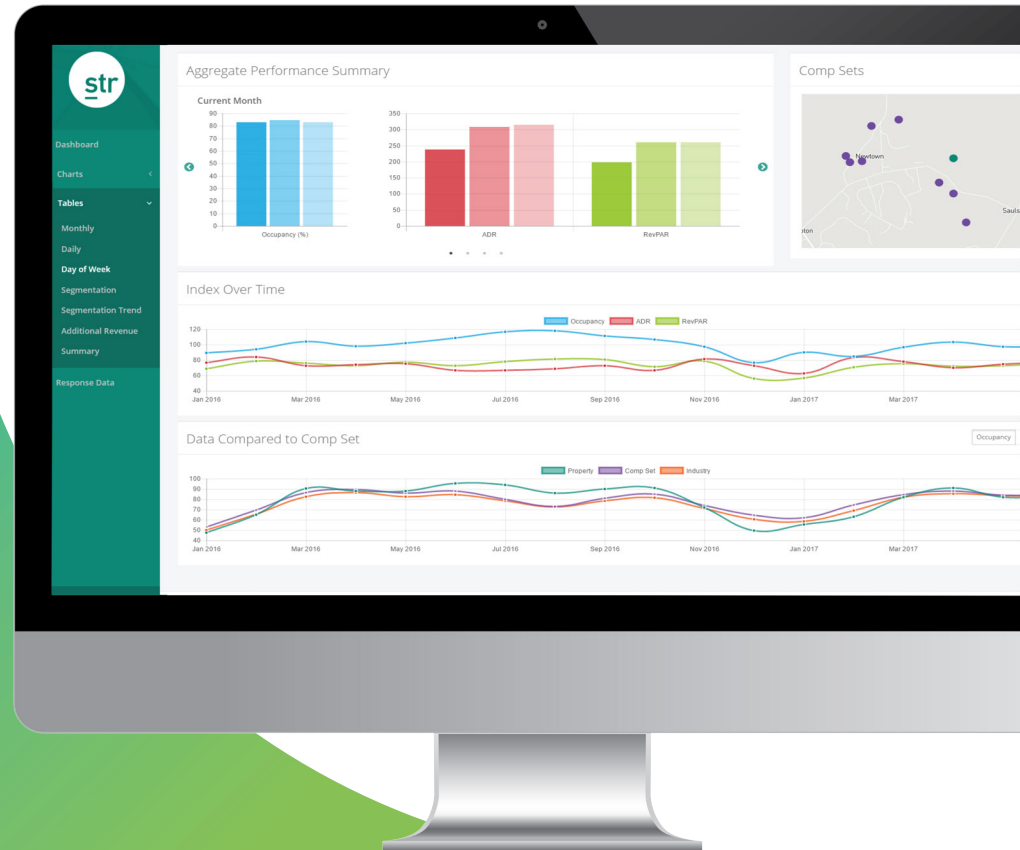 str
Dashboard
Charts
Tables
Monthly
Daily
Day of Week
Segmentation
Segmentation Trend
Additional Revenue
Summary
Response Data
Aggregate Performance Summary
Current Month
90
80
70
60
50
40
30
20
10
0
Occupancy (%)
350
300
250
200
150
100
50
0
ADR RevPAR
Comp Sets
Newtown
Sauls
pton
Index Over Time
Occupancy ADR RevPAR
120
100
80
60
40
Jan 2016 Mar 2016 May 2016 Jul 2016 Sep 2016 Nov 2016 Jan 2017 Mar 2017
Data Compared to Comp Set
Occupancy
Property Comp Set Industry
100
90
80
70
60
50
40
Jan 2016 Mar 2016 May 2016 Jul 2016 Sep 2016 Nov 2016 Jan 2017 Mar 2017